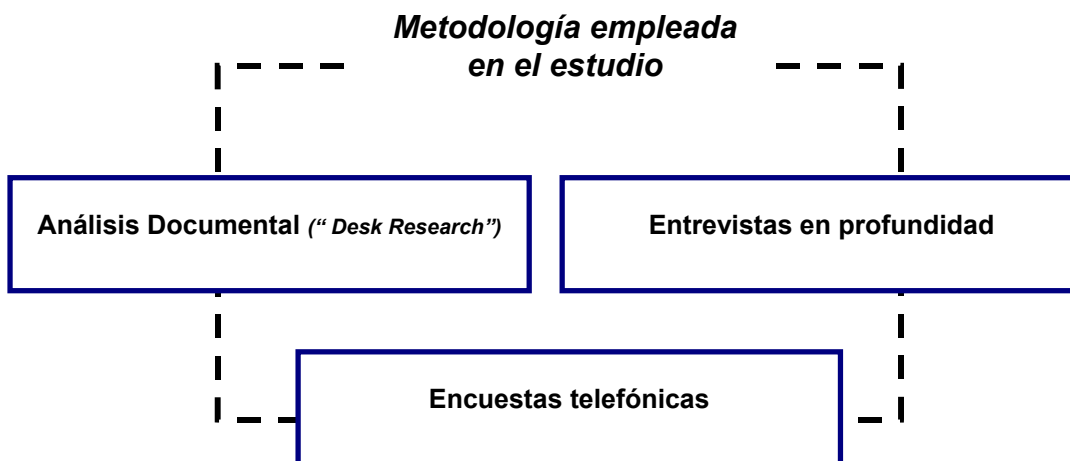 Metodología empleada
en el estudio
Análisis Documental (“ Desk Research”)
Entrevistas en profundidad
Encuestas telefónicas